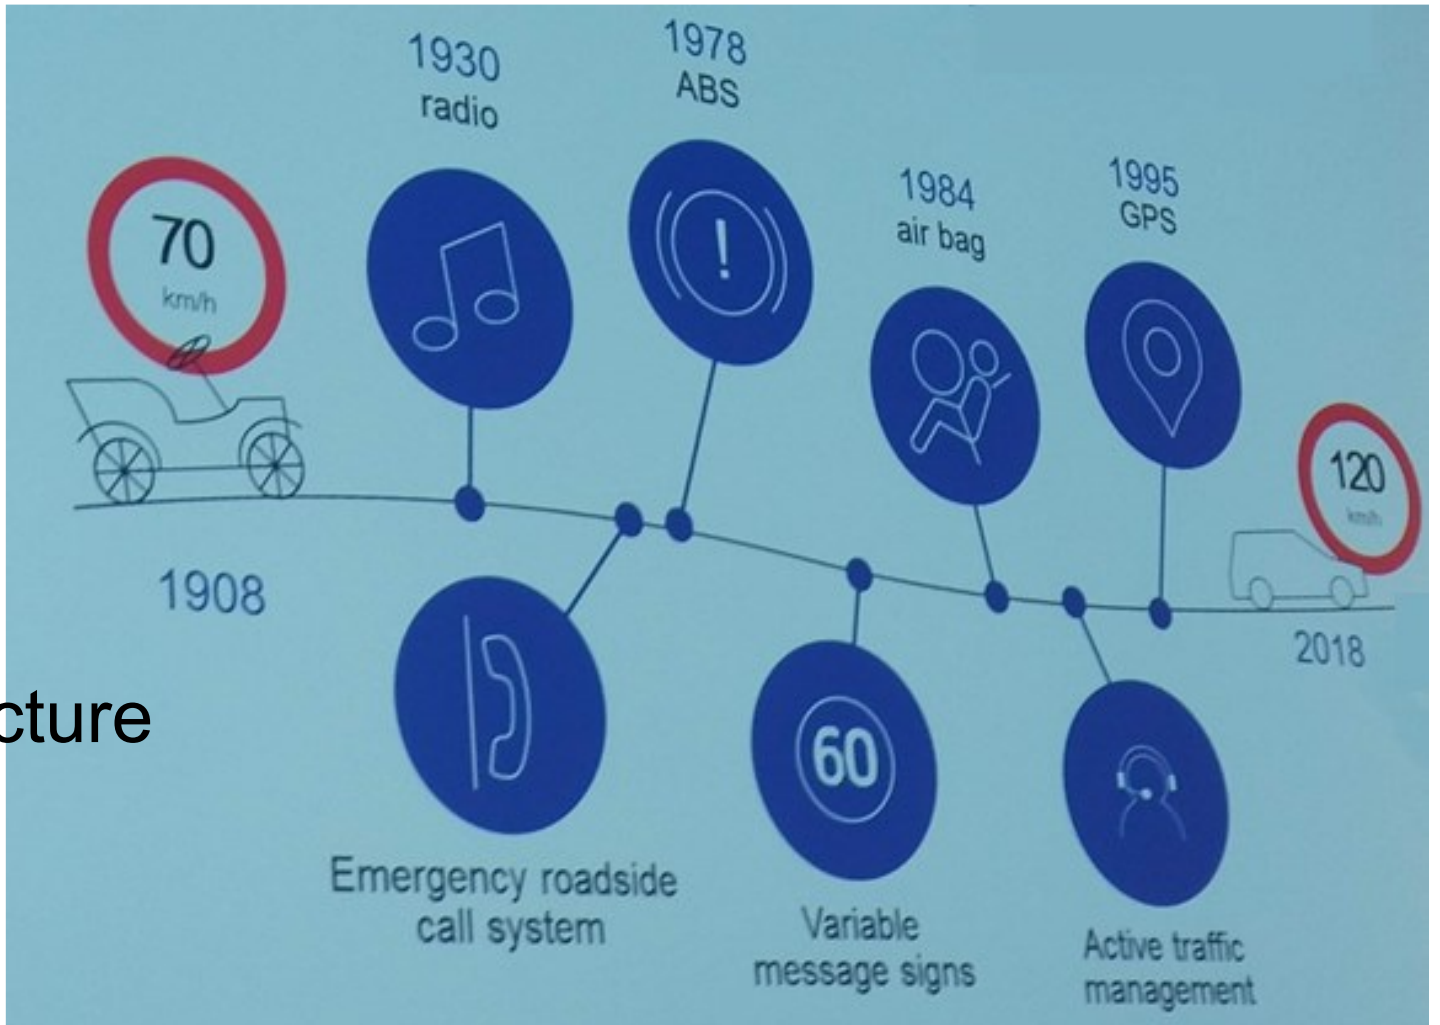 1930
radio
1978
ABS
1984
air bag
1995
GPS
70
km/h
!
120
km/h
1908
2018
cture
60
Emergency roadside
call system
Variable
message signs
Active traffic
management